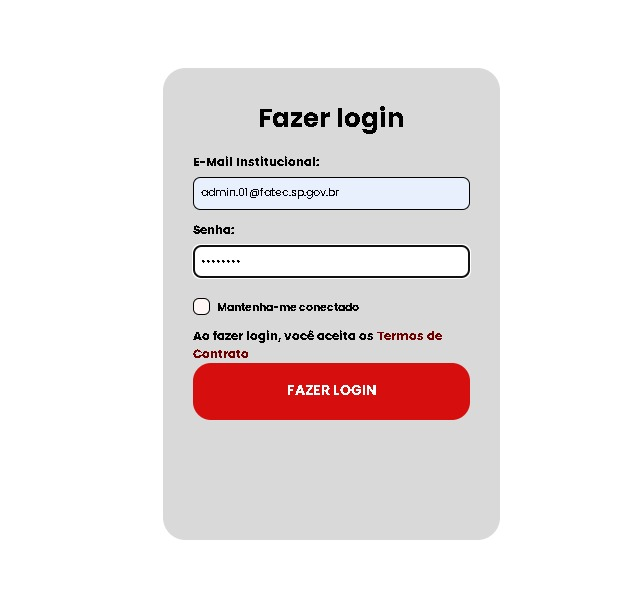 Fazer login
E-Mail Institucional:
admin.01@fatec.sp.gov.br
Senha:
••••••••
Mantenha-me conectado
Ao fazer login, você aceita os Termos de
Contrato
FAZER LOGIN